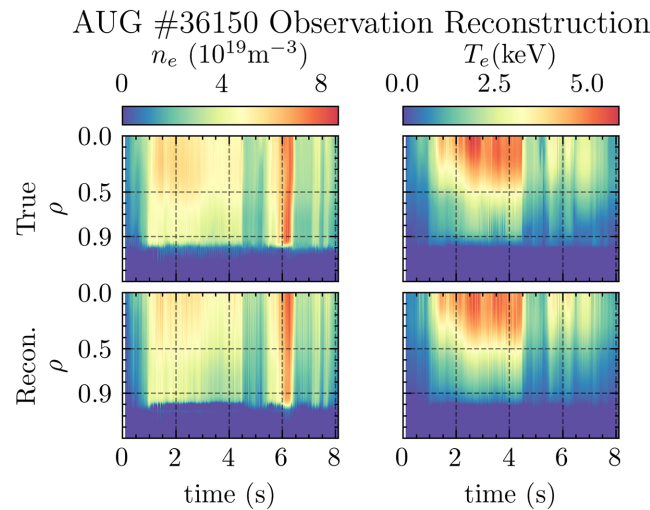 AUG #36150 Observation Reconstruction
n_e (10^19 m^−3) T_e(keV)
0 4 8 0.0 2.5 5.0
0.0
0.5
0.9
True
ρ
0.0
0.5
0.9
Recon.
ρ
0 2 4 6 8 0 2 4 6 8
time (s) time (s)